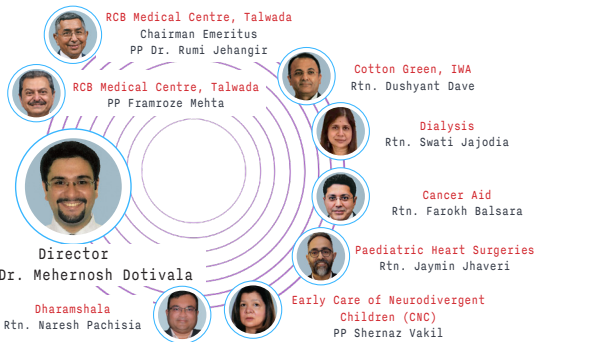 RCB Medical Centre, Talwada
Chairman Emeritus
PP Dr. Rumi Jehangir
RCB Medical Centre, Talwada
PP Framroze Mehta
Cotton Green, IWA
Rtn. Dushyant Dave
Dialysis
Rtn. Swati Jajodia
Cancer Aid
Rtn. Farokh Balsara
Director
Dr. Mehernosh Dotivala
Paediatric Heart Surgeries
Rtn. Jaymin Jhaveri
Dharamshala
Rtn. Naresh Pachisia
Early Care of Neurodivergent
Children (CNC)
PP Shernaz Vakil